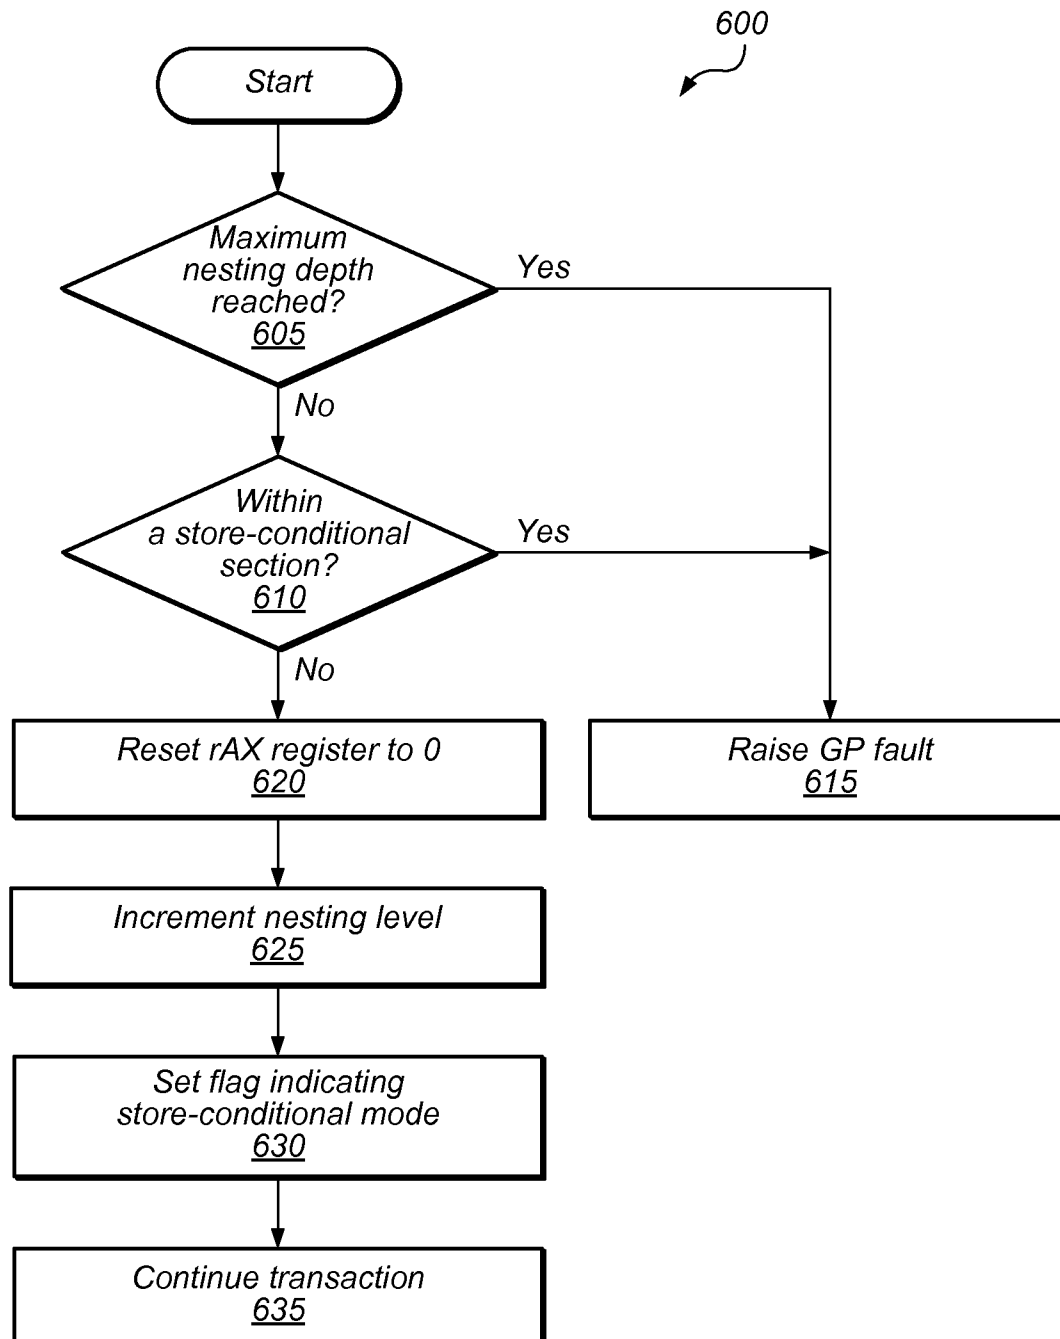 600
Start
Maximum
nesting depth
reached?
605
Yes
No
Within
a store-conditional
section?
610
Yes
No
Reset rAX register to 0
620
Raise GP fault
615
Increment nesting level
625
Set flag indicating
store-conditional mode
630
Continue transaction
635